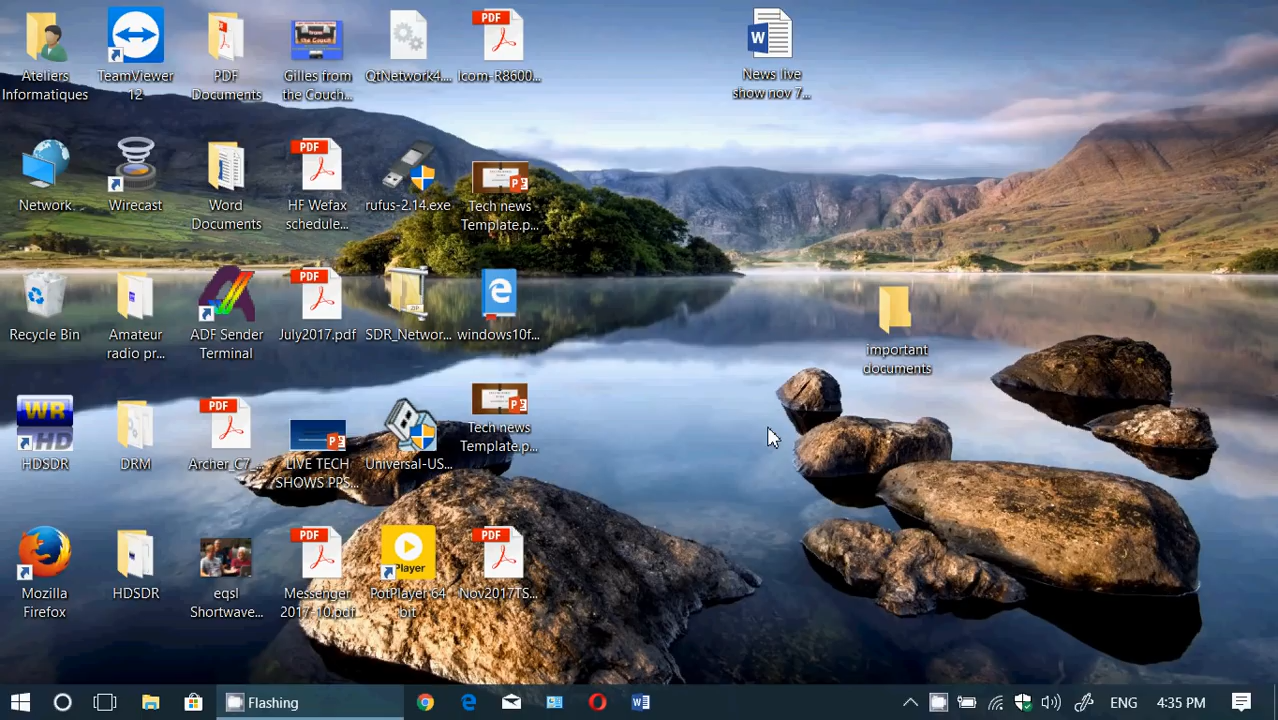 Ateliers
Informatiques
TeamViewer
12
PDF
Documents
Gilles from
the Couch...
QtNetwork4....
PDF
Icom-R8600...
W
News live
show nov 7...
Network
Wirecast
Word
Documents
PDF
HF Wefax
schedule...
rufus-2.14.exe
P
Tech news
Template.p...
Recycle Bin
Amateur
radio pr...
ADF Sender
Terminal
PDF
July2017.pdf
ZIP
SDR_Networ...
windows10f...
important
documents
WR
HD
HDSDR
DRM
PDF
Archer_C7_...
P
LIVE TECH
SHOWS PPS...
Universal-US...
P
Tech news
Template.p...
Mozilla
Firefox
HDSDR
eqsl
Shortwave...
PDF
Messenger
2017-10.pdf
Player
PotPlayer 64
bit
PDF
Nov2017TS...
Flashing
W
ENG
4:35 PM